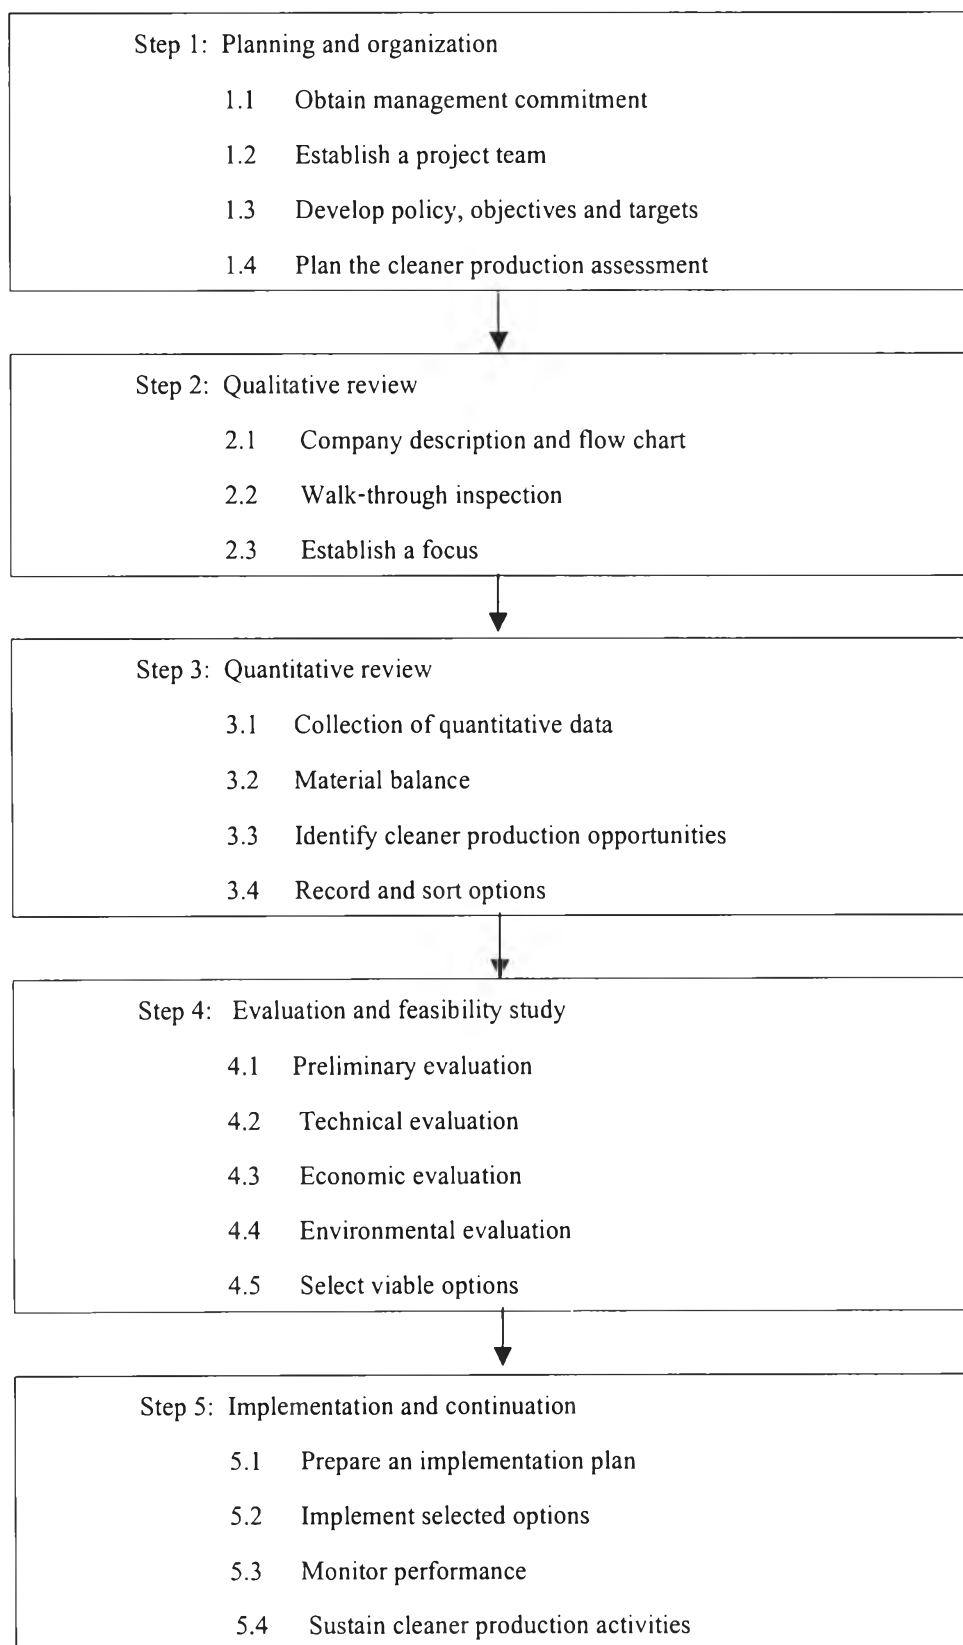 Step 1: Planning and organization
1.1 Obtain management commitment
1.2 Establish a project team
1.3 Develop policy, objectives and targets
1.4 Plan the cleaner production assessment
Step 2: Qualitative review
2.1 Company description and flow chart
2.2 Walk-through inspection
2.3 Establish a focus
Step 3: Quantitative review
3.1 Collection of quantitative data
3.2 Material balance
3.3 Identify cleaner production opportunities
3.4 Record and sort options
Step 4: Evaluation and feasibility study
4.1 Preliminary evaluation
4.2 Technical evaluation
4.3 Economic evaluation
4.4 Environmental evaluation
4.5 Select viable options
Step 5: Implementation and continuation
5.1 Prepare an implementation plan
5.2 Implement selected options
5.3 Monitor performance
5.4 Sustain cleaner production activities